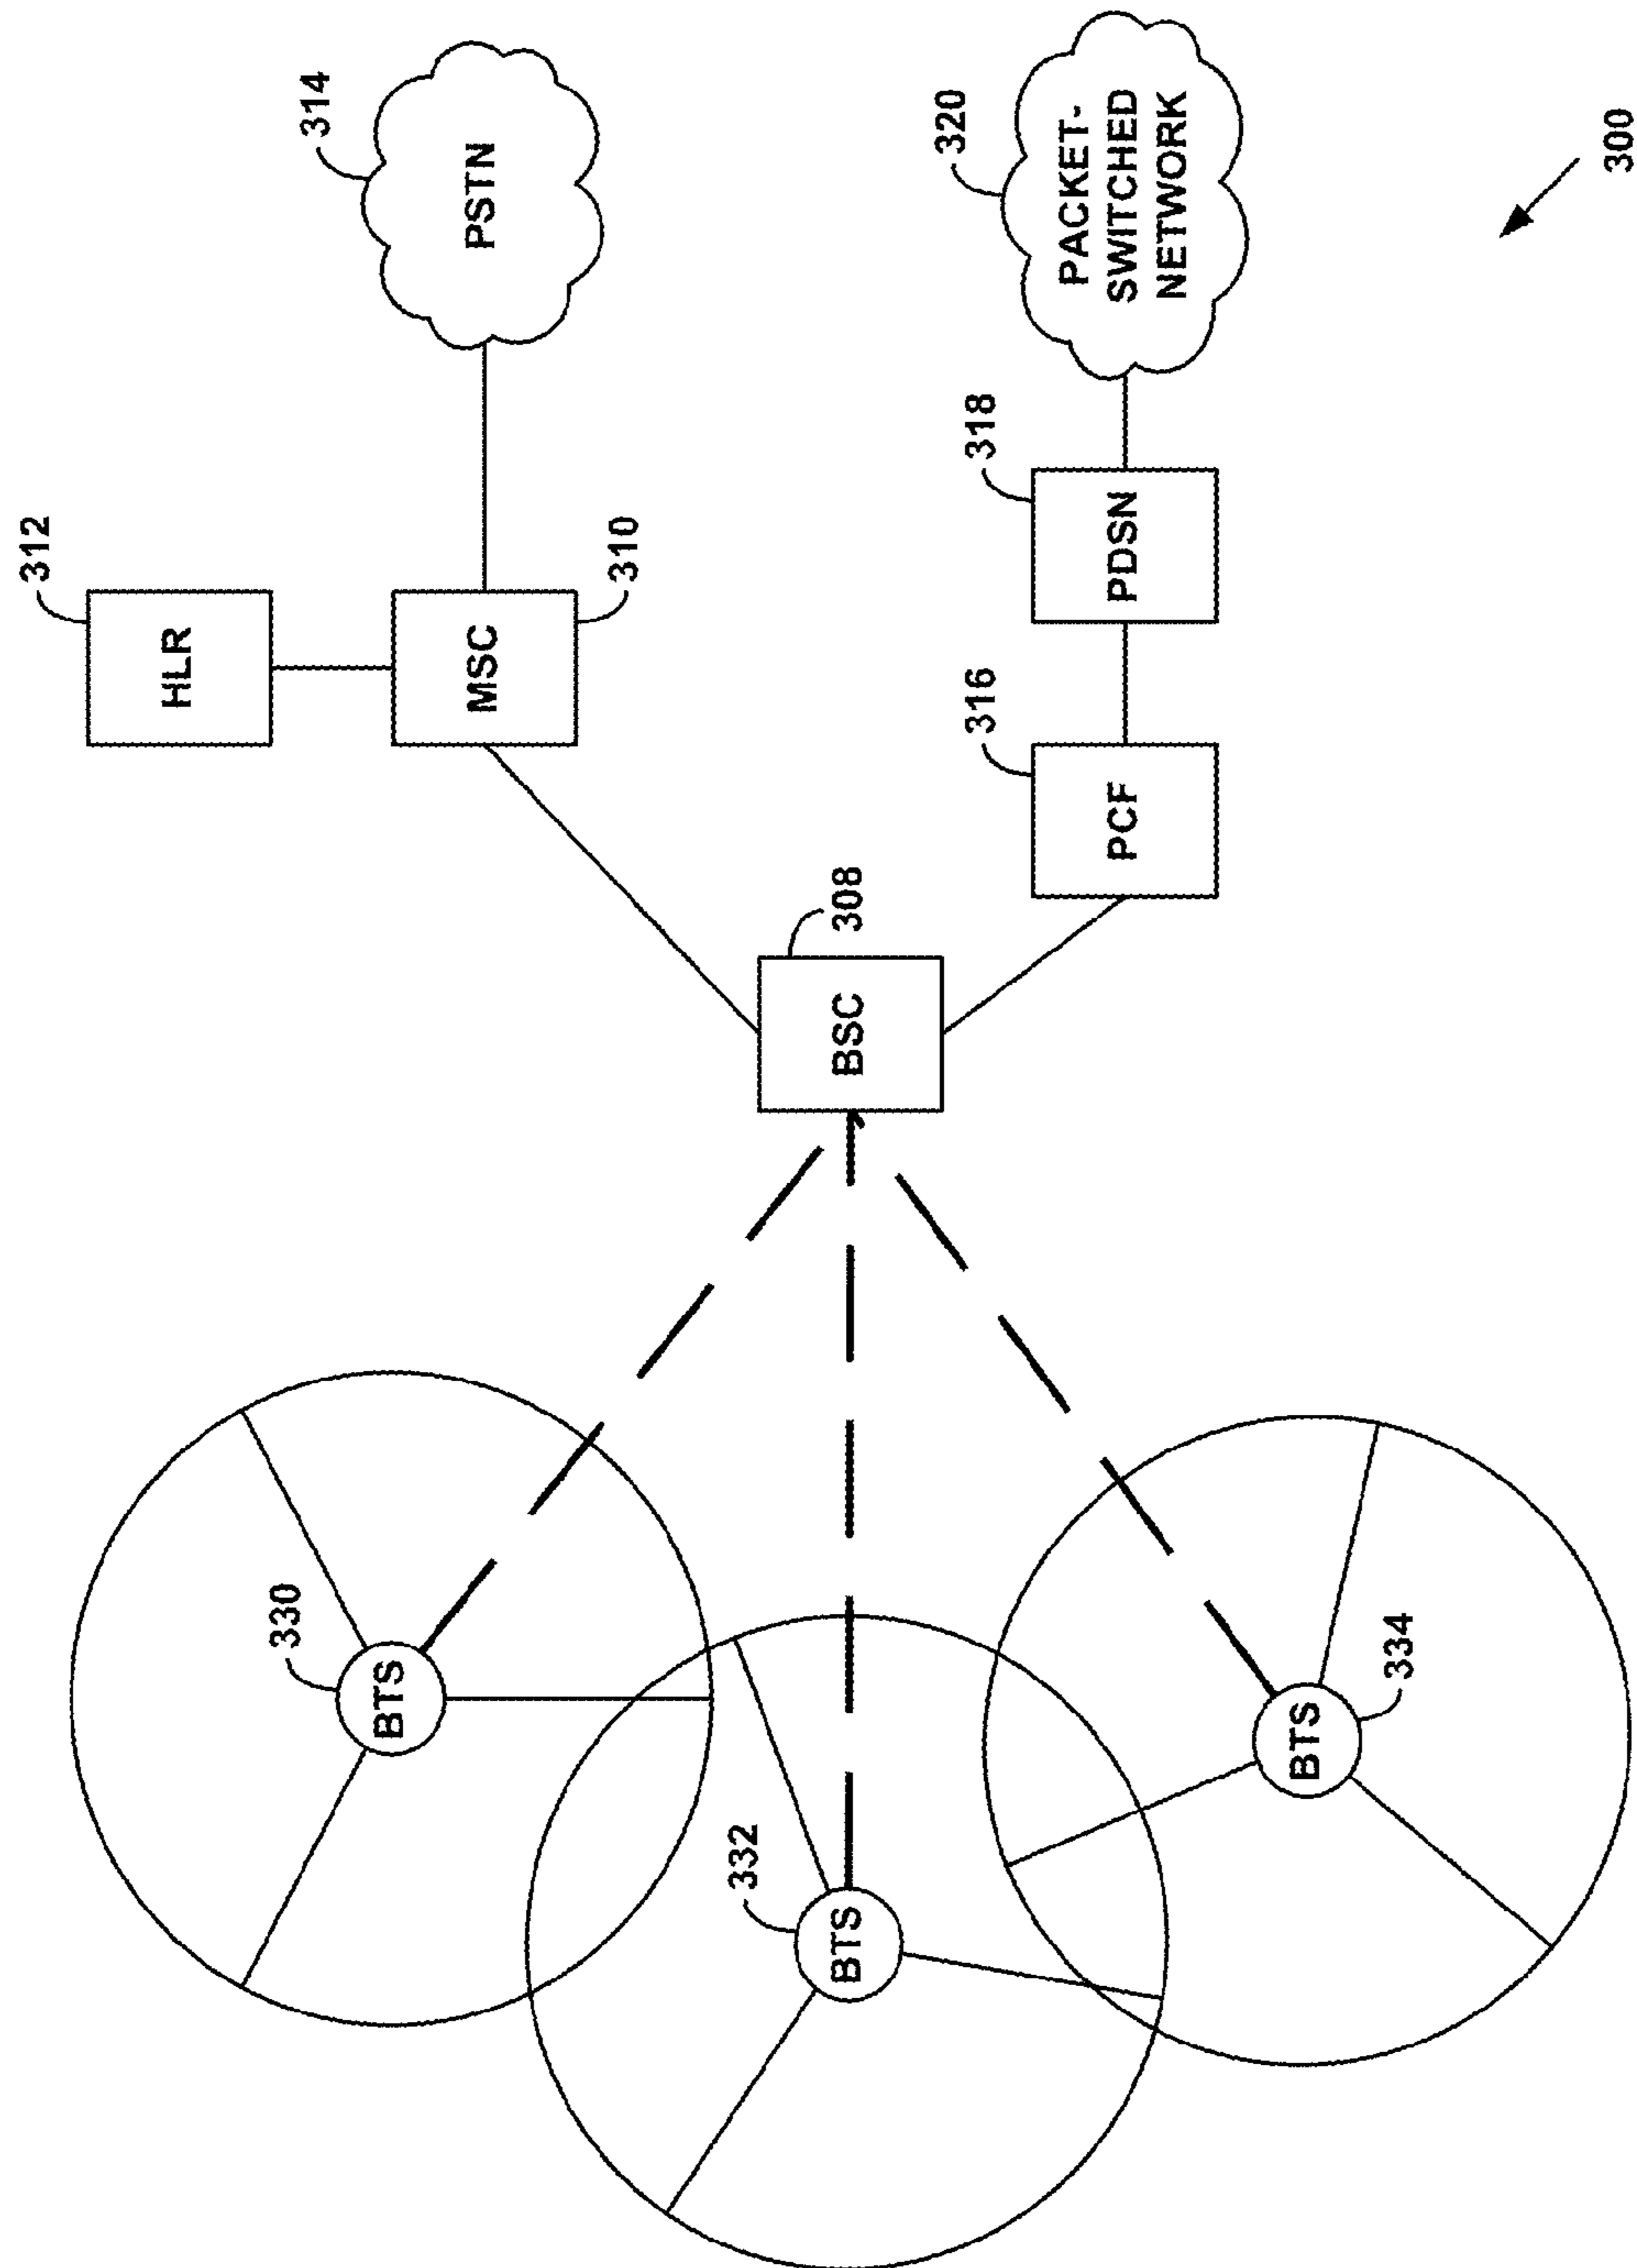 312
HLR
314
PSTN
MSC
310
330
BTS
308
BSC
332
BTS
316
PCF
318
PDSN
320
PACKET-
SWITCHED
NETWORK
BTS
334
300